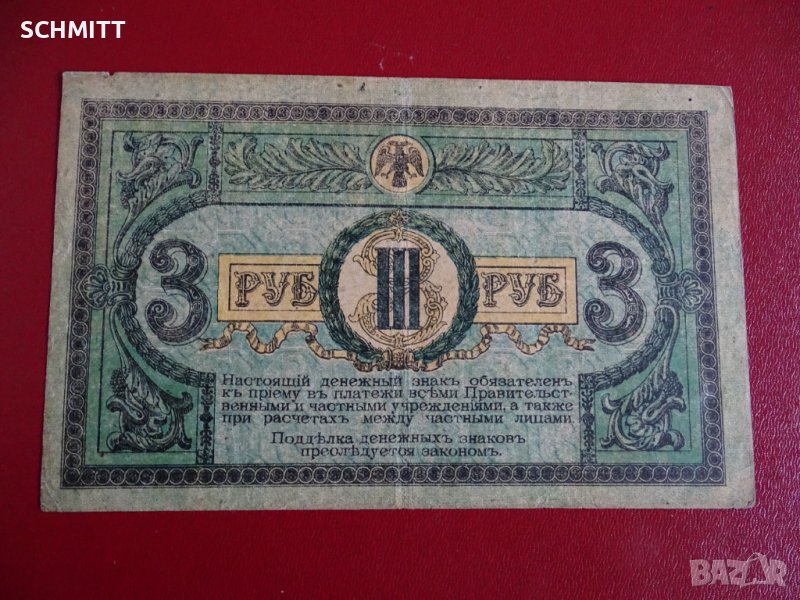 SCHMITT
3 РУБ III РУБ 3
Настоящій денежный знакъ обязателенъ
къ пріему въ платежи всѣми Правительст-
венными и частными учрежденіями, а также
при расчетахъ между частными лицами.
Поддѣлка денежныхъ знаковъ
преслѣдуется закономъ.
BAZAR